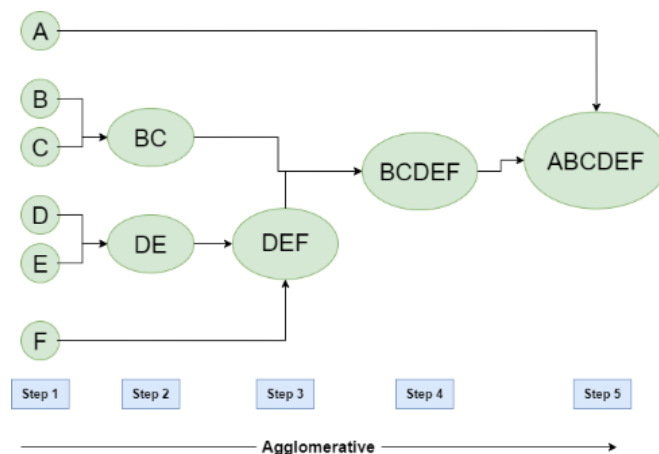 A
B
C
BC
D
E
DE
DEF
BCDEF
ABCDEF
F
Step 1
Step 2
Step 3
Step 4
Step 5
Agglomerative